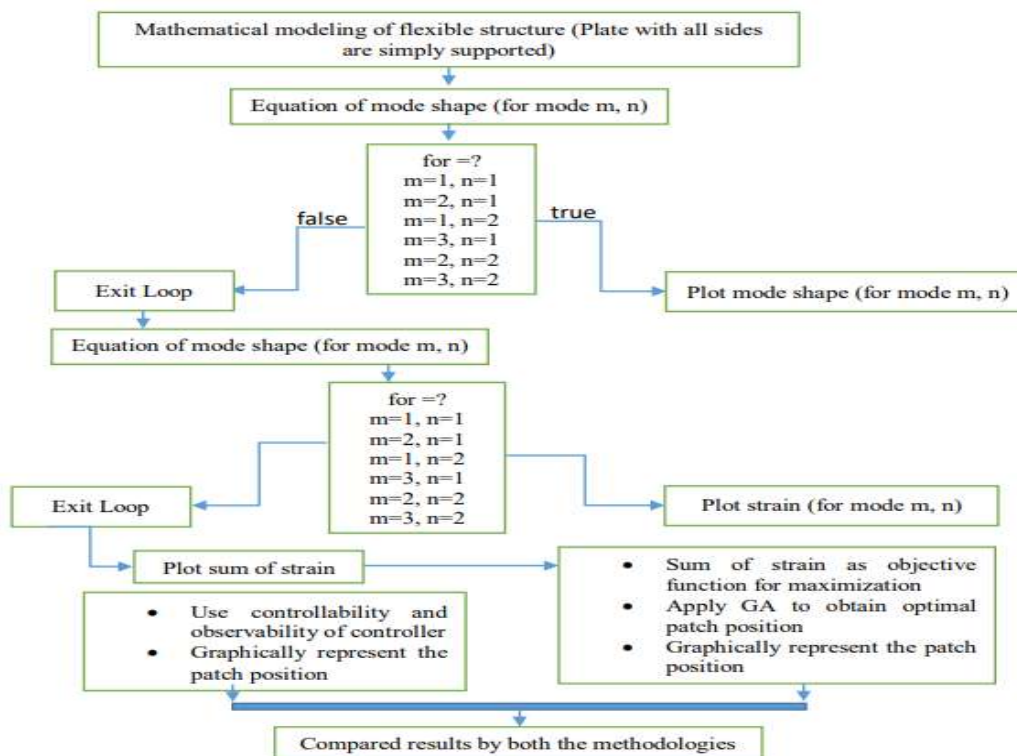 Mathematical modeling of flexible structure (Plate with all sides
are simply supported)
Equation of mode shape (for mode m, n)
for =?
m=1, n=1
m=2, n=1
m=1, n=2
m=3, n=1
m=2, n=2
m=3, n=2
false
true
Exit Loop
Plot mode shape (for mode m, n)
Equation of mode shape (for mode m, n)
for =?
m=1, n=1
m=2, n=1
m=1, n=2
m=3, n=1
m=2, n=2
m=3, n=2
Exit Loop
Plot strain (for mode m, n)
Plot sum of strain
• Sum of strain as objective
function for maximization
• Apply GA to obtain optimal
patch position
• Graphically represent the patch
position
• Use controllability and
observability of controller
• Graphically represent the
patch position
Compared results by both the methodologies